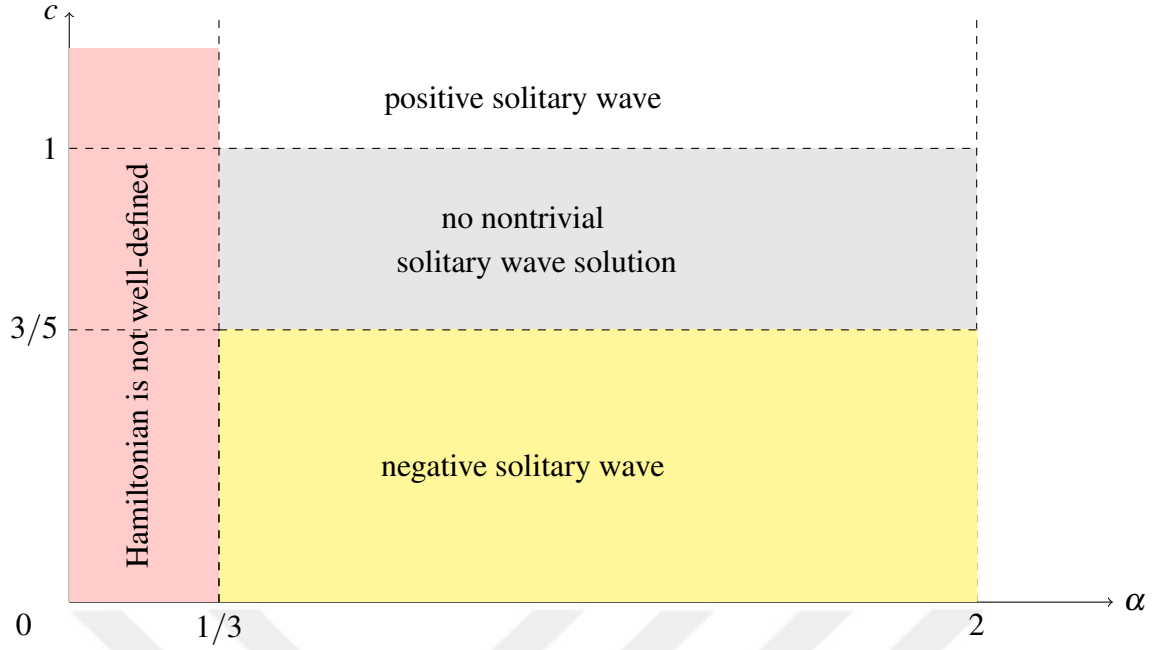 c
positive solitary wave
1
Hamiltonian is not well-defined
no nontrivial
solitary wave solution
3/5
negative solitary wave
0
1/3
2
α